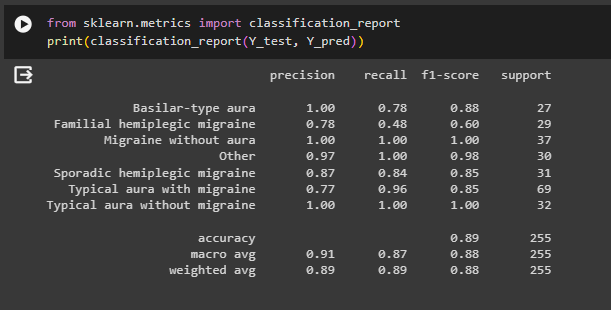 from sklearn.metrics import classification_report
print(classification_report(Y_test, Y_pred))
precision recall f1-score support
Basilar-type aura 1.00 0.78 0.88 27
Familial hemiplegic migraine 0.78 0.48 0.60 29
Migraine without aura 1.00 1.00 1.00 37
Other 0.97 1.00 0.98 30
Sporadic hemiplegic migraine 0.87 0.84 0.85 31
Typical aura with migraine 0.77 0.96 0.85 69
Typical aura without migraine 1.00 1.00 1.00 32
accuracy 0.89 255
macro avg 0.91 0.87 0.88 255
weighted avg 0.89 0.89 0.88 255